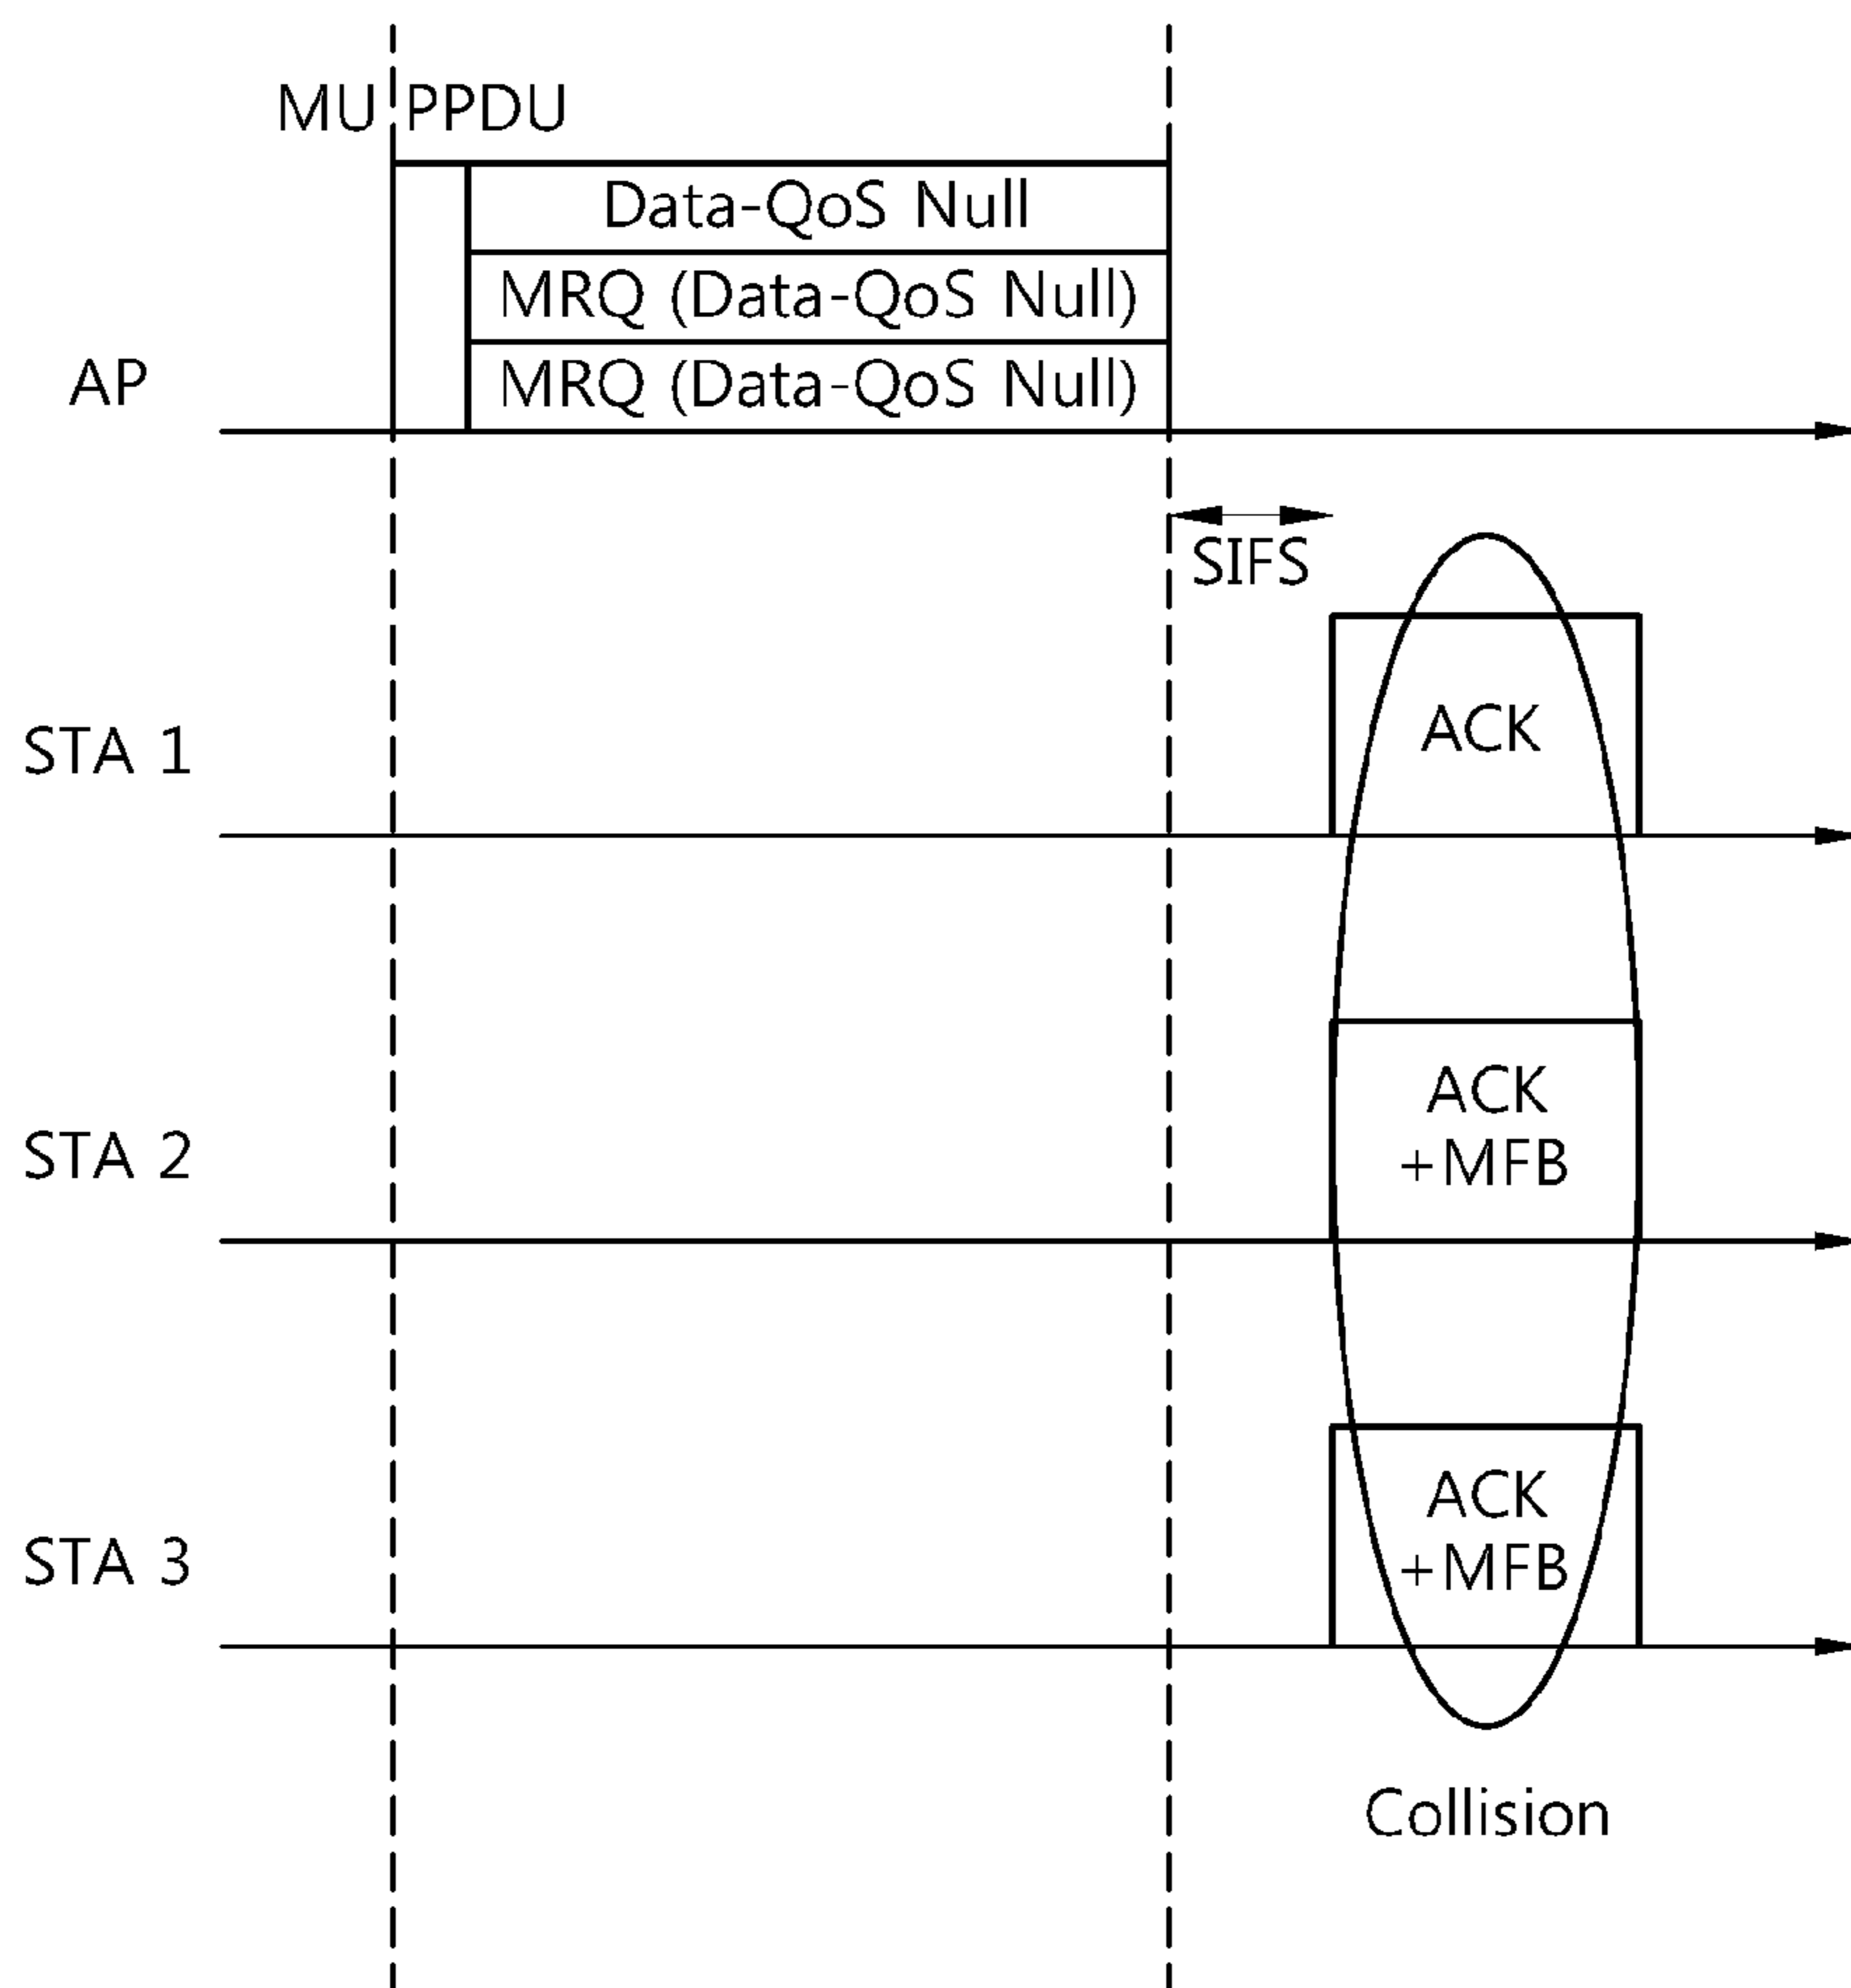 MU PPDU
Data-QoS Null
MRQ (Data-QoS Null)
MRQ (Data-QoS Null)
AP
SIFS
ACK
STA 1
ACK
+MFB
STA 2
ACK
+MFB
STA 3
Collision